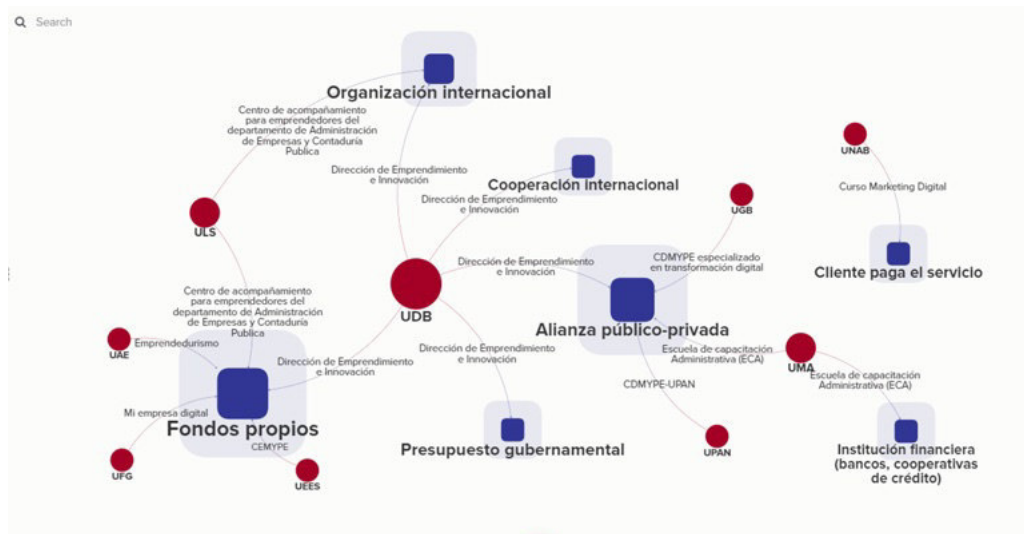 Search
Organización internacional
Centro de acompañamiento
para emprendedores del
departamento de Administración
de Empresas y Contaduría
Publica
Dirección de Emprendimiento
e Innovación
Cooperación internacional
Dirección de Emprendimiento
e Innovación
UNAB
Curso Marketing Digital
Cliente paga el servicio
UGB
CDMYPE especializado
en transformación digital
ULS
Dirección de Emprendimiento
e Innovación
UDB
Alianza público-privada
Centro de acompañamiento
para emprendedores del
departamento de Administración
de Empresas y Contaduría
Publica
UAE
Emprendedurismo
Dirección de Emprendimiento
e Innovación
Dirección de Emprendimiento
e Innovación
Escuela de capacitación
Administrativa (ECA)
UMA
Escuela de capacitación
Administrativa (ECA)
CDMYPE-UPAN
Mi empresa digital
Fondos propios
CEMYPE
UFG
UEES
Presupuesto gubernamental
UPAN
Institución financiera
(bancos, cooperativas
de crédito)